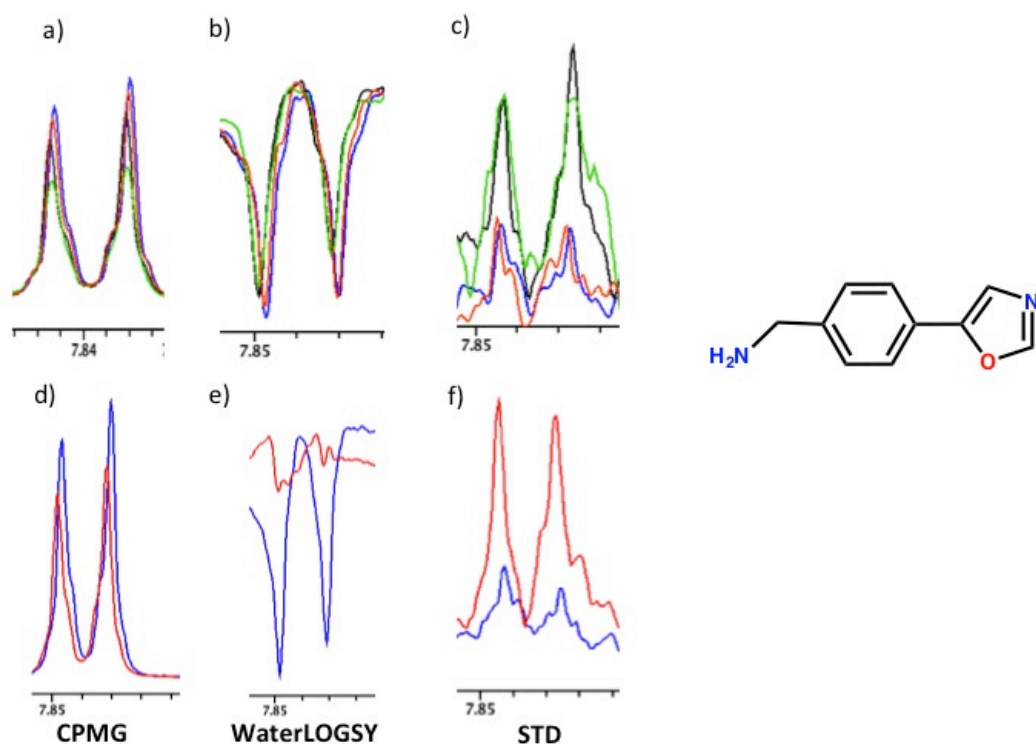 a)
b)
c)
7.84
7.85
7.85
H₂N
N
O
d)
e)
f)
7.85
7.85
7.85
CPMG
WaterLOGSY
STD